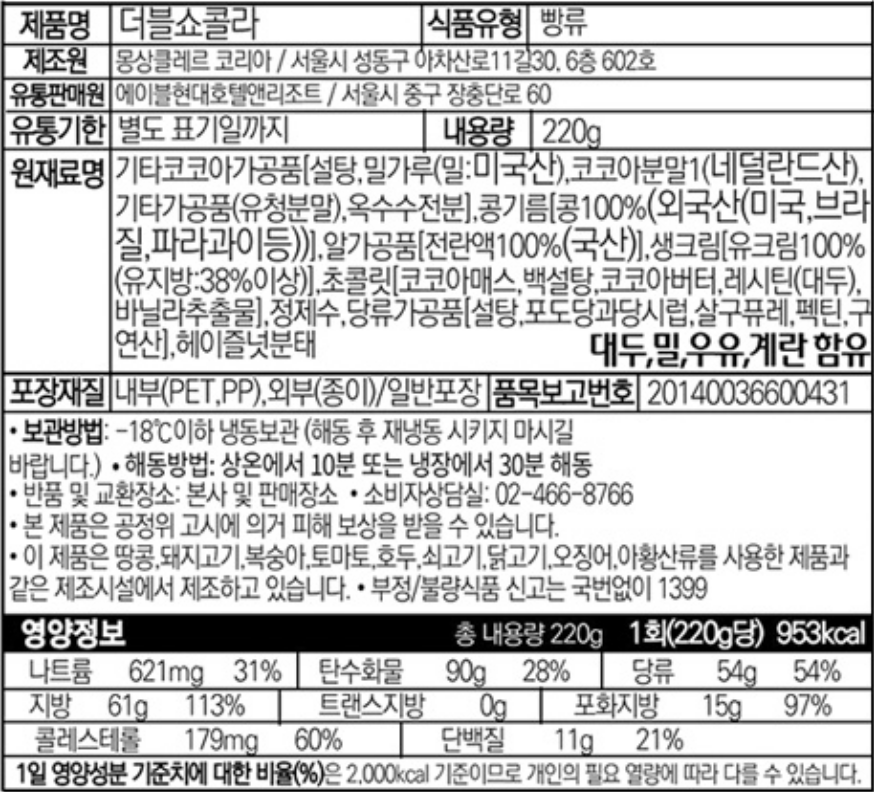 제품명 더블쇼콜라 식품유형 빵류
제조원 몽상클레르 코리아 / 서울시 성동구 아차산로11길30, 6층 602호
유통판매원 에이블현대호텔앤리조트 / 서울시 중구 장충단로 60
유통기한 별도 표기일까지 내용량 220g
원재료명 기타코코아가공품[설탕,밀가루(밀:미국산),코코아분말1(네덜란드산),
기타가공품(유청분말),옥수수전분],콩기름[콩100%(외국산(미국,브라
질,파라과이등))],알가공품[전란액100%(국산)],생크림[유크림100%
(유지방:38%이상)],초콜릿[코코아매스,백설탕,코코아버터,레시틴(대두),
바닐라추출물],정제수,당류가공품[설탕,포도당과당시럽,살구퓨레,펙틴,구
연산],헤이즐넛분태 대두,밀,우유,계란 함유
포장재질 내부(PET,PP),외부(종이)/일반포장 품목보고번호 20140036600431
• 보관방법: -18℃이하 냉동보관 (해동 후 재냉동 시키지 마시길
바랍니다.) • 해동방법: 상온에서 10분 또는 냉장에서 30분 해동
• 반품 및 교환장소: 본사 및 판매장소 • 소비자상담실: 02-466-8766
• 본 제품은 공정위 고시에 의거 피해 보상을 받을 수 있습니다.
• 이 제품은 땅콩,돼지고기,복숭아,토마토,호두,쇠고기,닭고기,오징어,아황산류를 사용한 제품과
같은 제조시설에서 제조하고 있습니다. • 부정/불량식품 신고는 국번없이 1399
영양정보 총 내용량 220g 1회(220g당) 953kcal
나트륨 621mg 31% 탄수화물 90g 28% 당류 54g 54%
지방 61g 113% 트랜스지방 0g 포화지방 15g 97%
콜레스테롤 179mg 60% 단백질 11g 21%
1일 영양성분 기준치에 대한 비율(%)은 2,000kcal 기준이므로 개인의 필요 열량에 따라 다를 수 있습니다.